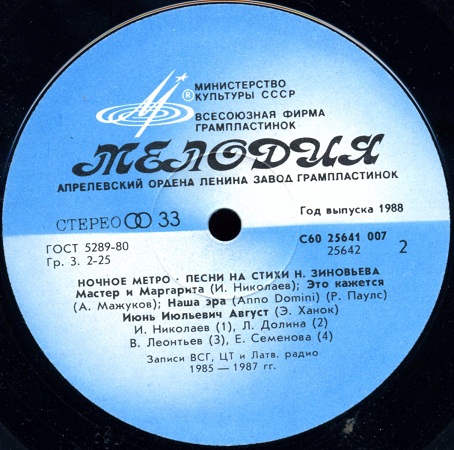 МИНИСТЕРСТВО
КУЛЬТУРЫ СССР
®
ВСЕСОЮЗНАЯ ФИРМА
ГРАМПЛАСТИНОК
МЕЛОДИЯ
АПРЕЛЕВСКИЙ ОРДЕНА ЛЕНИНА ЗАВОД ГРАМПЛАСТИНОК
СТЕРЕО 33
Год выпуска 1988
ГОСТ 5289-80
С60 25641 007
Гр. 3. 2-25
25642 2
НОЧНОЕ МЕТРО · ПЕСНИ НА СТИХИ Н. ЗИНОВЬЕВА
Мастер и Маргарита (И. Николаев); Это кажется
(А. Мажуков); Наша эра (Anno Domini) (Р. Паулс)
Июнь Июльевич Август (Э. Ханок)
И. Николаев (1), Л. Долина (2)
В. Леонтьев (3), Е. Семенова (4)
Записи ВСГ, ЦТ и Латв. радио
1985 — 1987 гг.